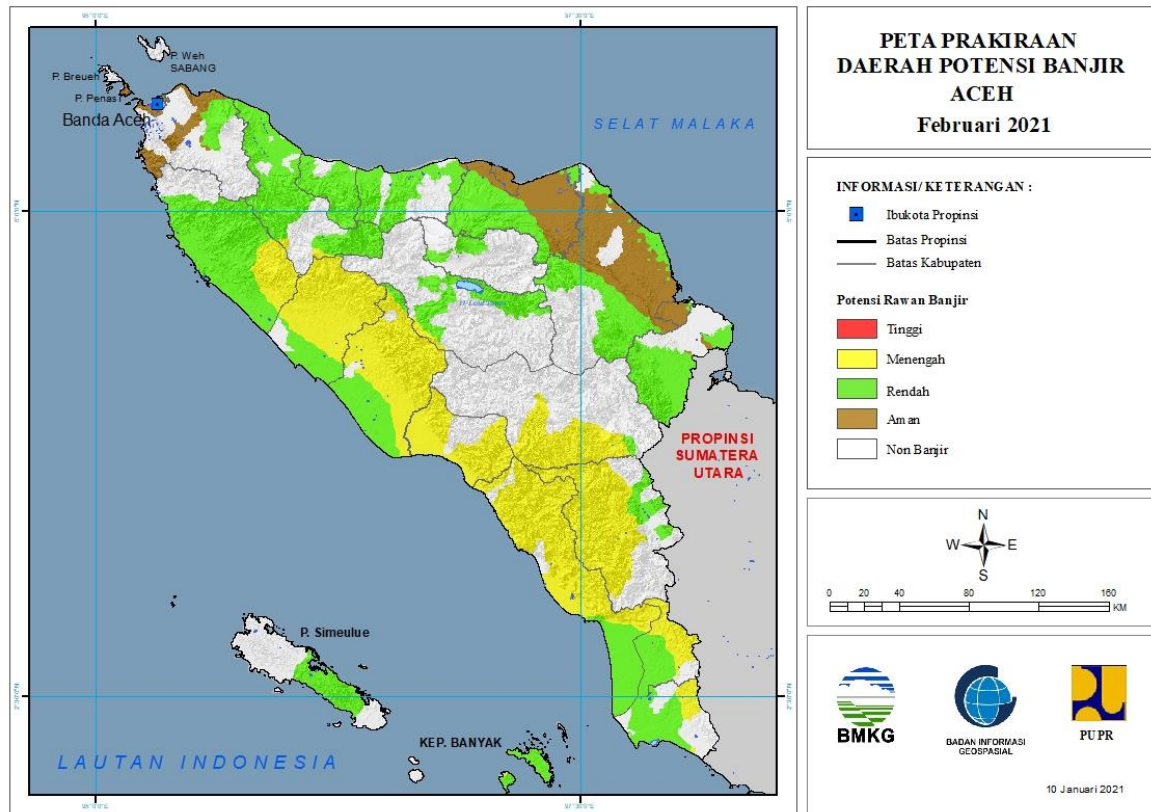 PETA PRAKIRAAN
DAERAH POTENSI BANJIR
ACEH
Februari 2021
INFORMASI/ KETERANGAN :
Ibukota Propinsi
Batas Propinsi
Batas Kabupaten
Potensi Rawan Banjir
Tinggi
Menengah
Rendah
Aman
Non Banjir
N
W E
S
0 20 40 80 120 160
KM
BMKG
BADAN INFORMASI
GEOSPASIAL
PUPR
10 Januari 2021
P. Weh
SABANG
P. Breueh
P. Penasi
Banda Aceh
SELAT MALAKA
PROPINSI
SUMATERA
UTARA
P. Simeulue
KEP. BANYAK
LAUTAN INDONESIA